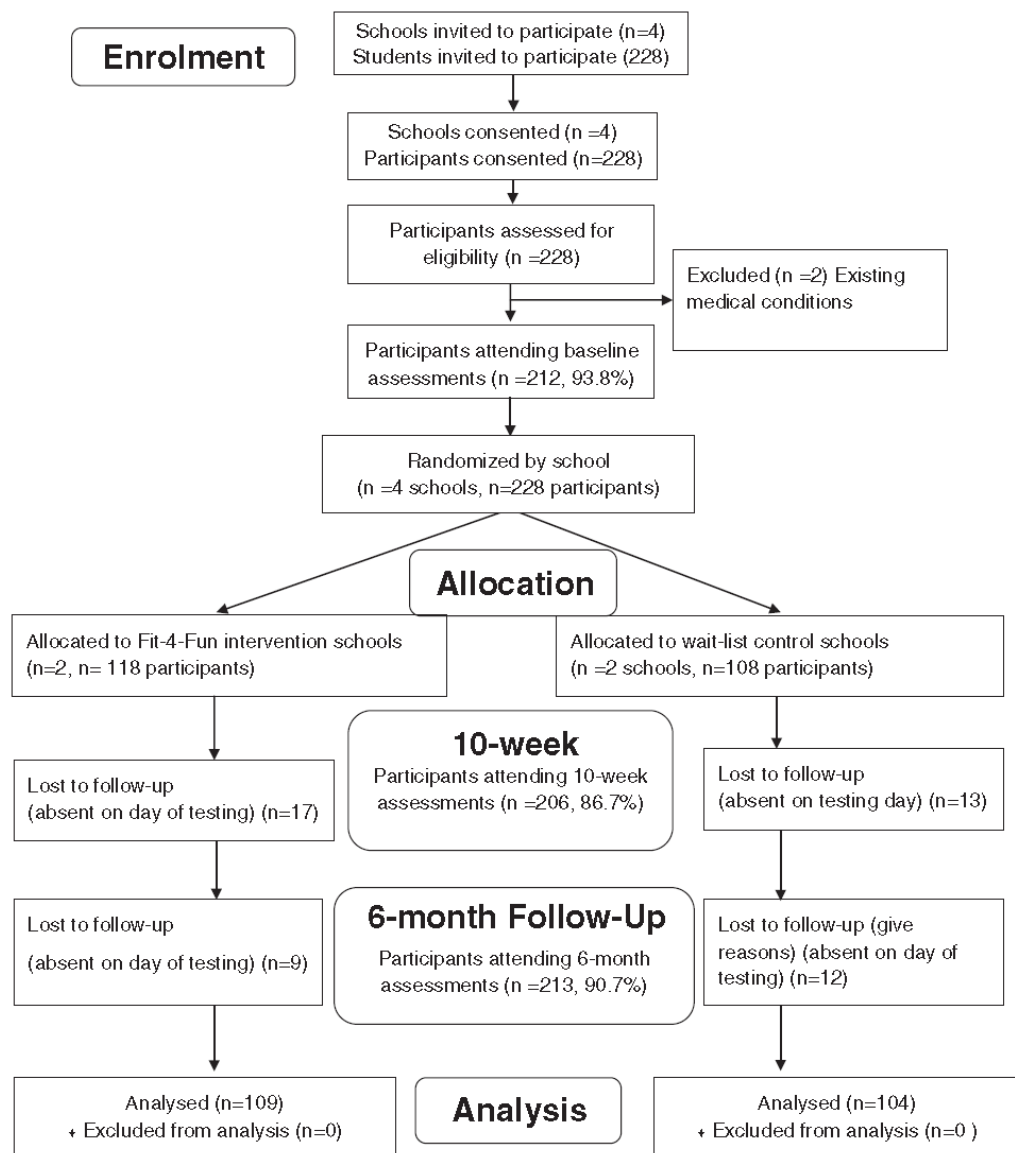 Enrolment
Schools invited to participate (n=4)
Students invited to participate (228)
Schools consented (n =4)
Participants consented (n=228)
Participants assessed for
eligibility (n =228)
Excluded (n =2) Existing
medical conditions
Participants attending baseline
assessments (n =212, 93.8%)
Randomized by school
(n =4 schools, n=228 participants)
Allocation
Allocated to Fit-4-Fun intervention schools
(n=2, n= 118 participants)
Allocated to wait-list control schools
(n =2 schools, n=108 participants)
10-week
Participants attending 10-week
assessments (n =206, 86.7%)
Lost to follow-up
(absent on day of testing) (n=17)
Lost to follow-up
(absent on testing day) (n=13)
6-month Follow-Up
Participants attending 6-month
assessments (n =213, 90.7%)
Lost to follow-up
(absent on day of testing) (n=9)
Lost to follow-up (give
reasons) (absent on day of
testing) (n=12)
Analysis
Analysed (n=109)
Excluded from analysis (n=0)
Analysed (n=104)
Excluded from analysis (n=0 )